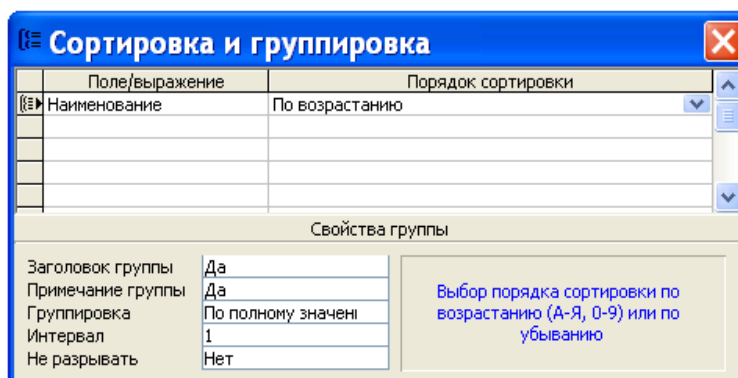 Сортировка и группировка
Поле/выражение Порядок сортировки
Наименование По возрастанию
Свойства группы
Заголовок группы Да
Примечание группы Да
Группировка По полному значени
Интервал 1
Не разрывать Нет
Выбор порядка сортировки по
возрастанию (А-Я, 0-9) или по
убыванию